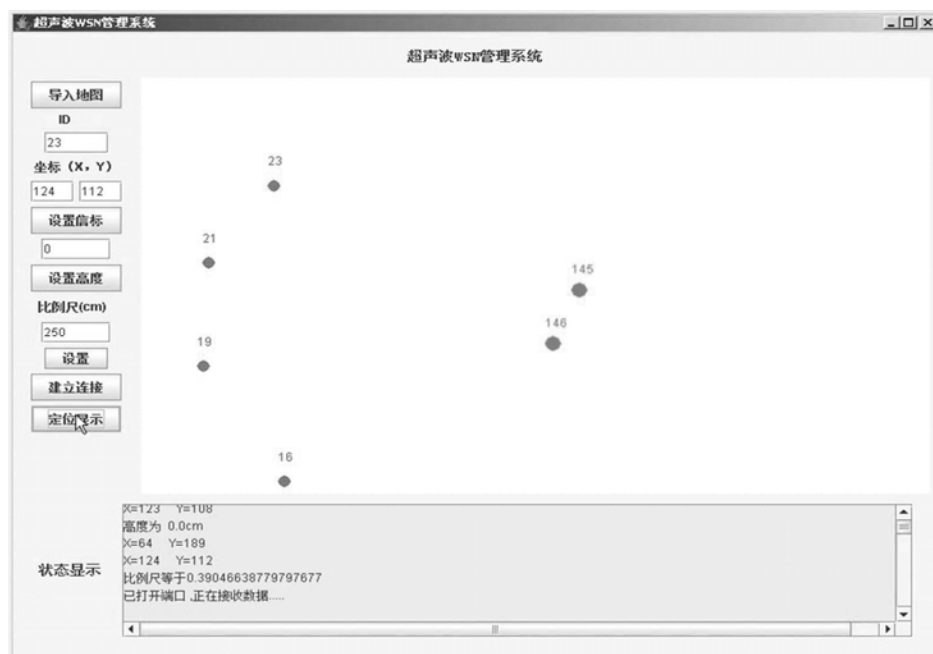 超声波WSN管理系统
超声波WSN管理系统
导入地图
ID
23
坐标（X，Y）
124 112
设置信标
0
设置高度
比例尺(cm)
250
设置
建立连接
定位显示
23
21
145
146
19
16
状态显示
X=123 Y=108
高度为 0.0cm
X=64 Y=189
X=124 Y=112
比例尺等于0.39046638779797677
已打开端口,正在接收数据.....